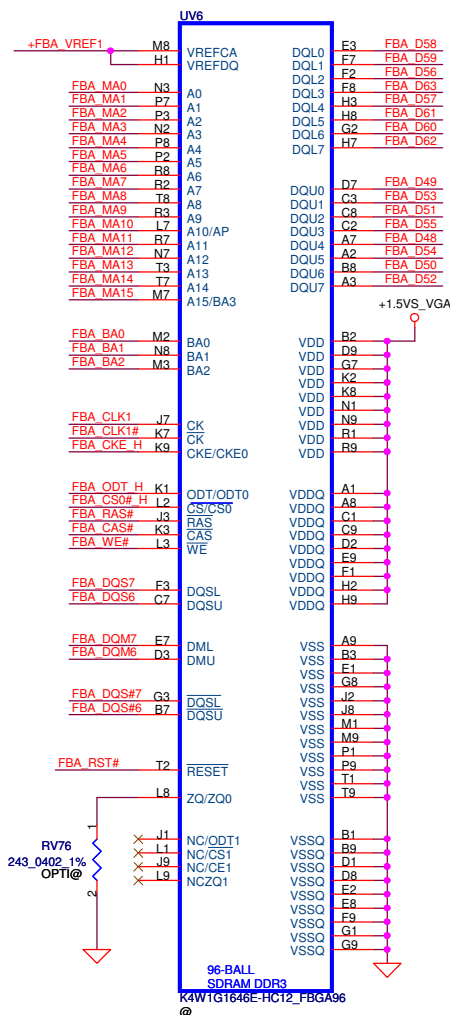 UV6
+FBA_VREF1 M8 VREFCA DQL0 E3 FBA_D58
H1 VREFDQ DQL1 F7 FBA_D59
DQL2 F2 FBA_D56
FBA_MA0 N3 A0 DQL3 F8 FBA_D63
FBA_MA1 P7 A1 DQL4 H3 FBA_D57
FBA_MA2 P3 A2 DQL5 H8 FBA_D61
FBA_MA3 N2 A3 DQL6 G2 FBA_D60
FBA_MA4 P8 A4 DQL7 H7 FBA_D62
FBA_MA5 P2 A5
FBA_MA6 R8 A6
FBA_MA7 R2 A7 DQU0 D7 FBA_D49
FBA_MA8 T8 A8 DQU1 C3 FBA_D53
FBA_MA9 R3 A9 DQU2 C8 FBA_D51
FBA_MA10 L7 A10/AP DQU3 C2 FBA_D55
FBA_MA11 R7 A11 DQU4 A7 FBA_D48
FBA_MA12 N7 A12 DQU5 A2 FBA_D54
FBA_MA13 T3 A13 DQU6 B8 FBA_D50
FBA_MA14 T7 A14 DQU7 A3 FBA_D52
FBA_MA15 M7 A15/BA3
+1.5VS_VGA
FBA_BA0 M2 BA0 VDD B2
FBA_BA1 N8 BA1 VDD D9
FBA_BA2 M3 BA2 VDD G7
VDD K2
VDD K8
VDD N1
FBA_CLK1 J7 CK VDD N9
FBA_CLK1# K7 CK VDD R1
FBA_CKE_H K9 CKE/CKE0 VDD R9
FBA_ODT_H K1 ODT/ODT0 VDDQ A1
FBA_CS0#_H L2 CS/CS0 VDDQ A8
FBA_RAS# J3 RAS VDDQ C1
FBA_CAS# K3 CAS VDDQ C9
FBA_WE# L3 WE VDDQ D2
VDDQ E9
VDDQ F1
FBA_DQS7 F3 DQSL VDDQ H2
FBA_DQS6 C7 DQSU VDDQ H9
FBA_DQM7 E7 DML VSS A9
FBA_DQM6 D3 DMU VSS B3
VSS E1
VSS G8
FBA_DQS#7 G3 DQSL VSS J2
FBA_DQS#6 B7 DQSU VSS J8
VSS M1
VSS M9
VSS P1
FBA_RST# T2 RESET VSS P9
VSS T1
L8 ZQ/ZQ0 VSS T9
1
J1 NC/ODT1 VSSQ B1
RV76 L1 NC/CS1 VSSQ B9
243_0402_1% J9 NC/CE1 VSSQ D1
OPTI@ L9 NCZQ1 VSSQ D8
2 VSSQ E2
VSSQ E8
VSSQ F9
VSSQ G1
VSSQ G9
96-BALL
SDRAM DDR3
K4W1G1646E-HC12_FBGA96
@